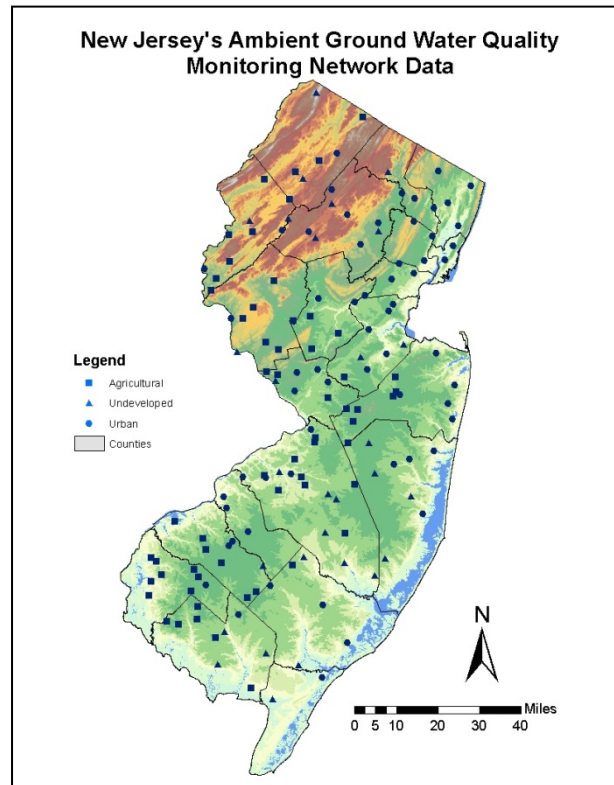 New Jersey's Ambient Ground Water Quality
Monitoring Network Data
Legend
Agricultural
Undeveloped
Urban
Counties
N
Miles
0 5 10 20 30 40